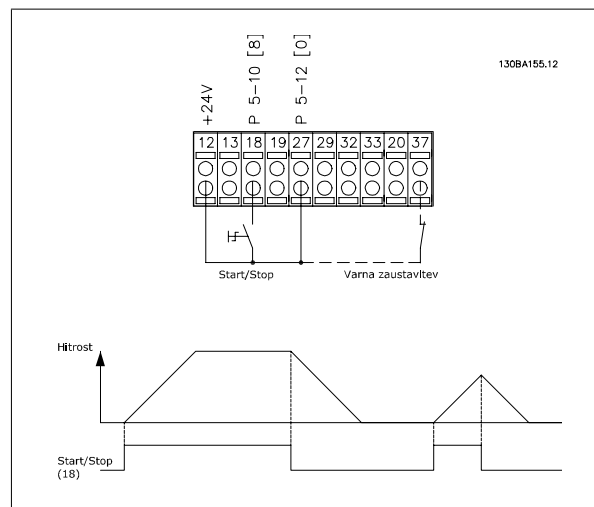 130BA155.12
+24V
P 5-10 [8]
P 5-12 [0]
12 13 18 19 27 29 32 33 20 37
Start/Stop
Varna zaustavitev
Hitrost
Start/Stop
(18)